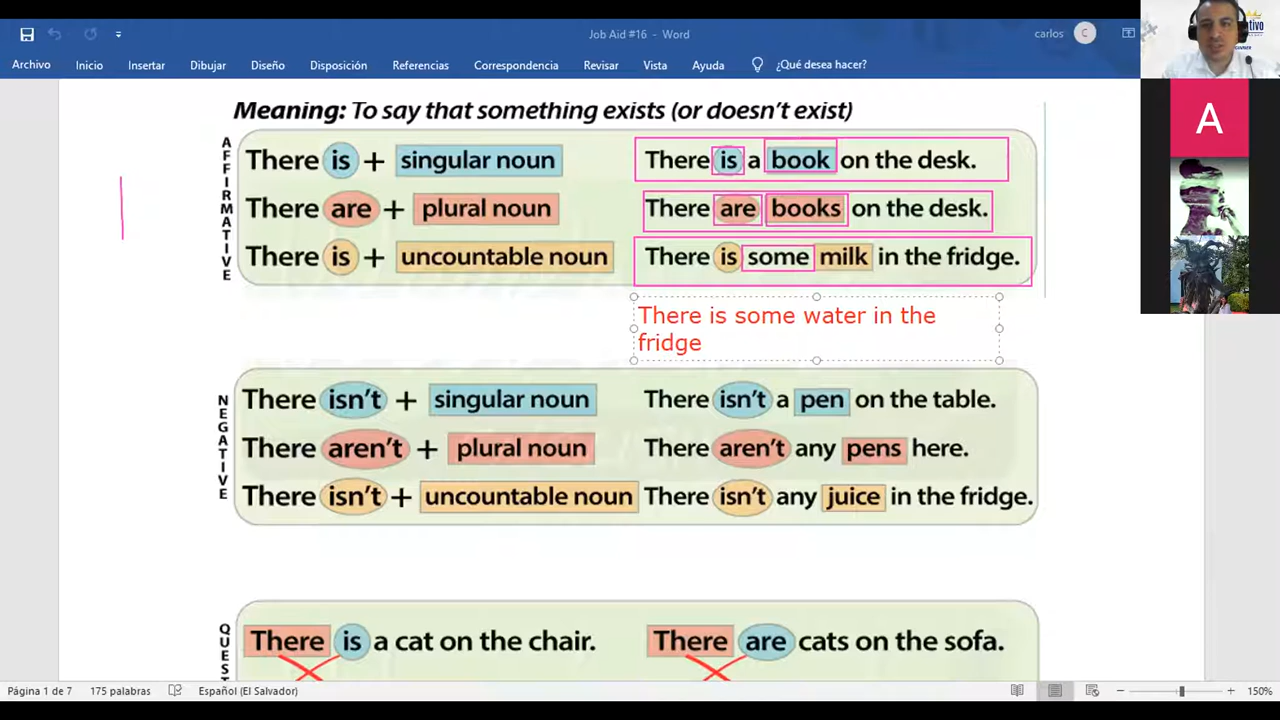 Job Aid #16 - Word
carlos
C
Archivo
Inicio
Insertar
Dibujar
Diseño
Disposición
Referencias
Correspondencia
Revisar
Vista
Ayuda
¿Qué desea hacer?
tivo
A
Meaning: To say that something exists (or doesn't exist)
AFFIRMATIVE
There is + singular noun
There is a book on the desk.
There are + plural noun
There are books on the desk.
There is + uncountable noun
There is some milk in the fridge.
There is some water in the
fridge
NEGATIVE
There isn't + singular noun
There isn't a pen on the table.
There aren't + plural noun
There aren't any pens here.
There isn't + uncountable noun
There isn't any juice in the fridge.
QUEST
There is a cat on the chair.
There are cats on the sofa.
Página 1 de 7
175 palabras
Español (El Salvador)
150%